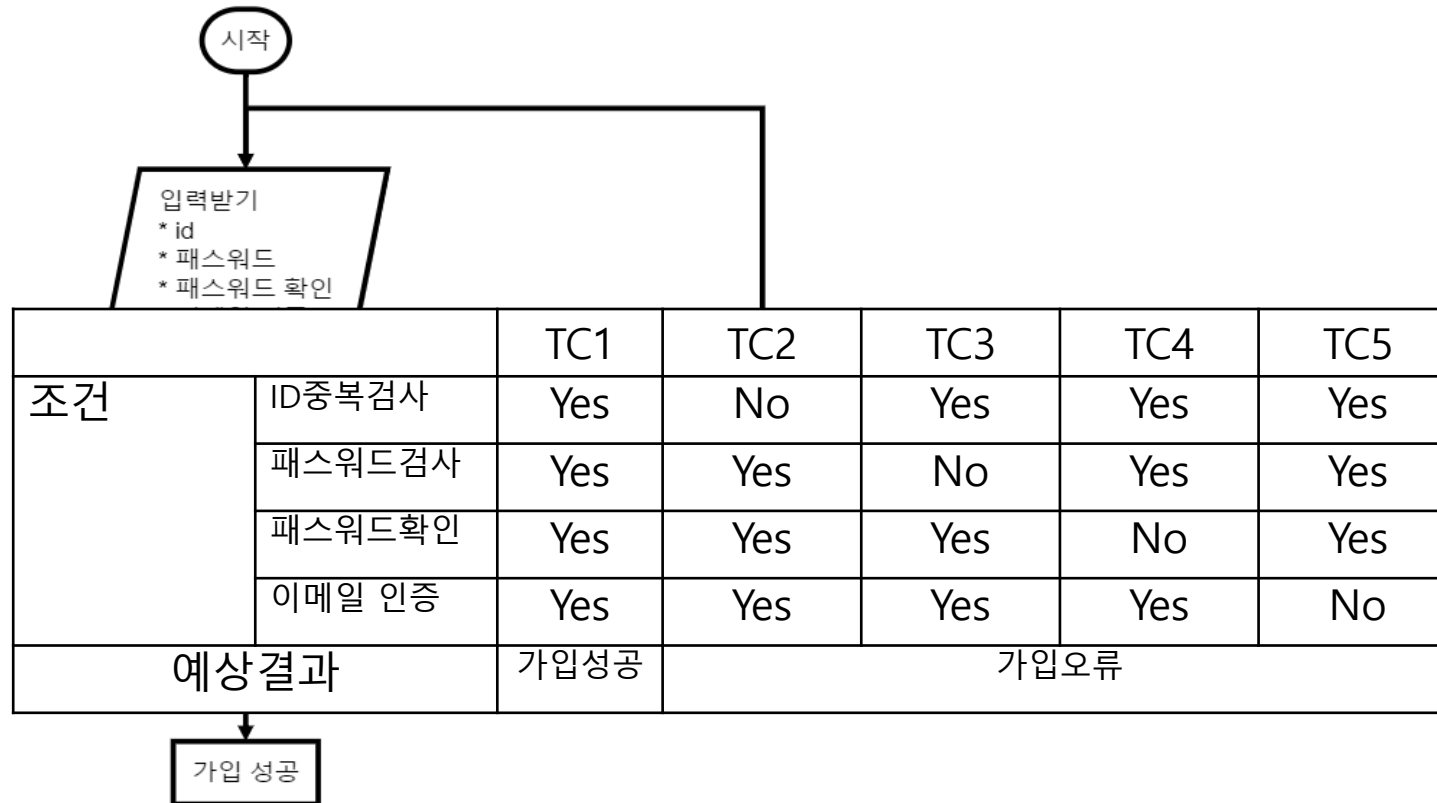 시작
입력받기
* id
* 패스워드
* 패스워드 확인
TC1 TC2 TC3 TC4 TC5
조건 ID중복검사 Yes No Yes Yes Yes
패스워드검사 Yes Yes No Yes Yes
패스워드확인 Yes Yes Yes No Yes
이메일 인증 Yes Yes Yes Yes No
예상결과 가입성공 가입오류
가입 성공